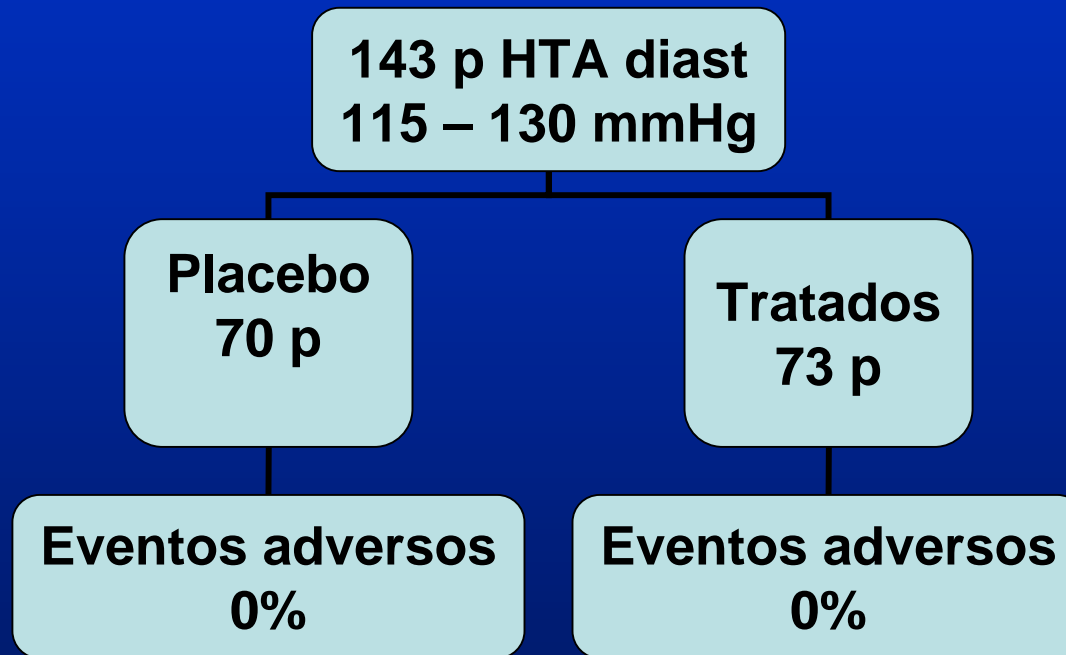 143 p HTA diast
115 – 130 mmHg
Placebo
70 p
Tratados
73 p
Eventos adversos
0%
Eventos adversos
0%